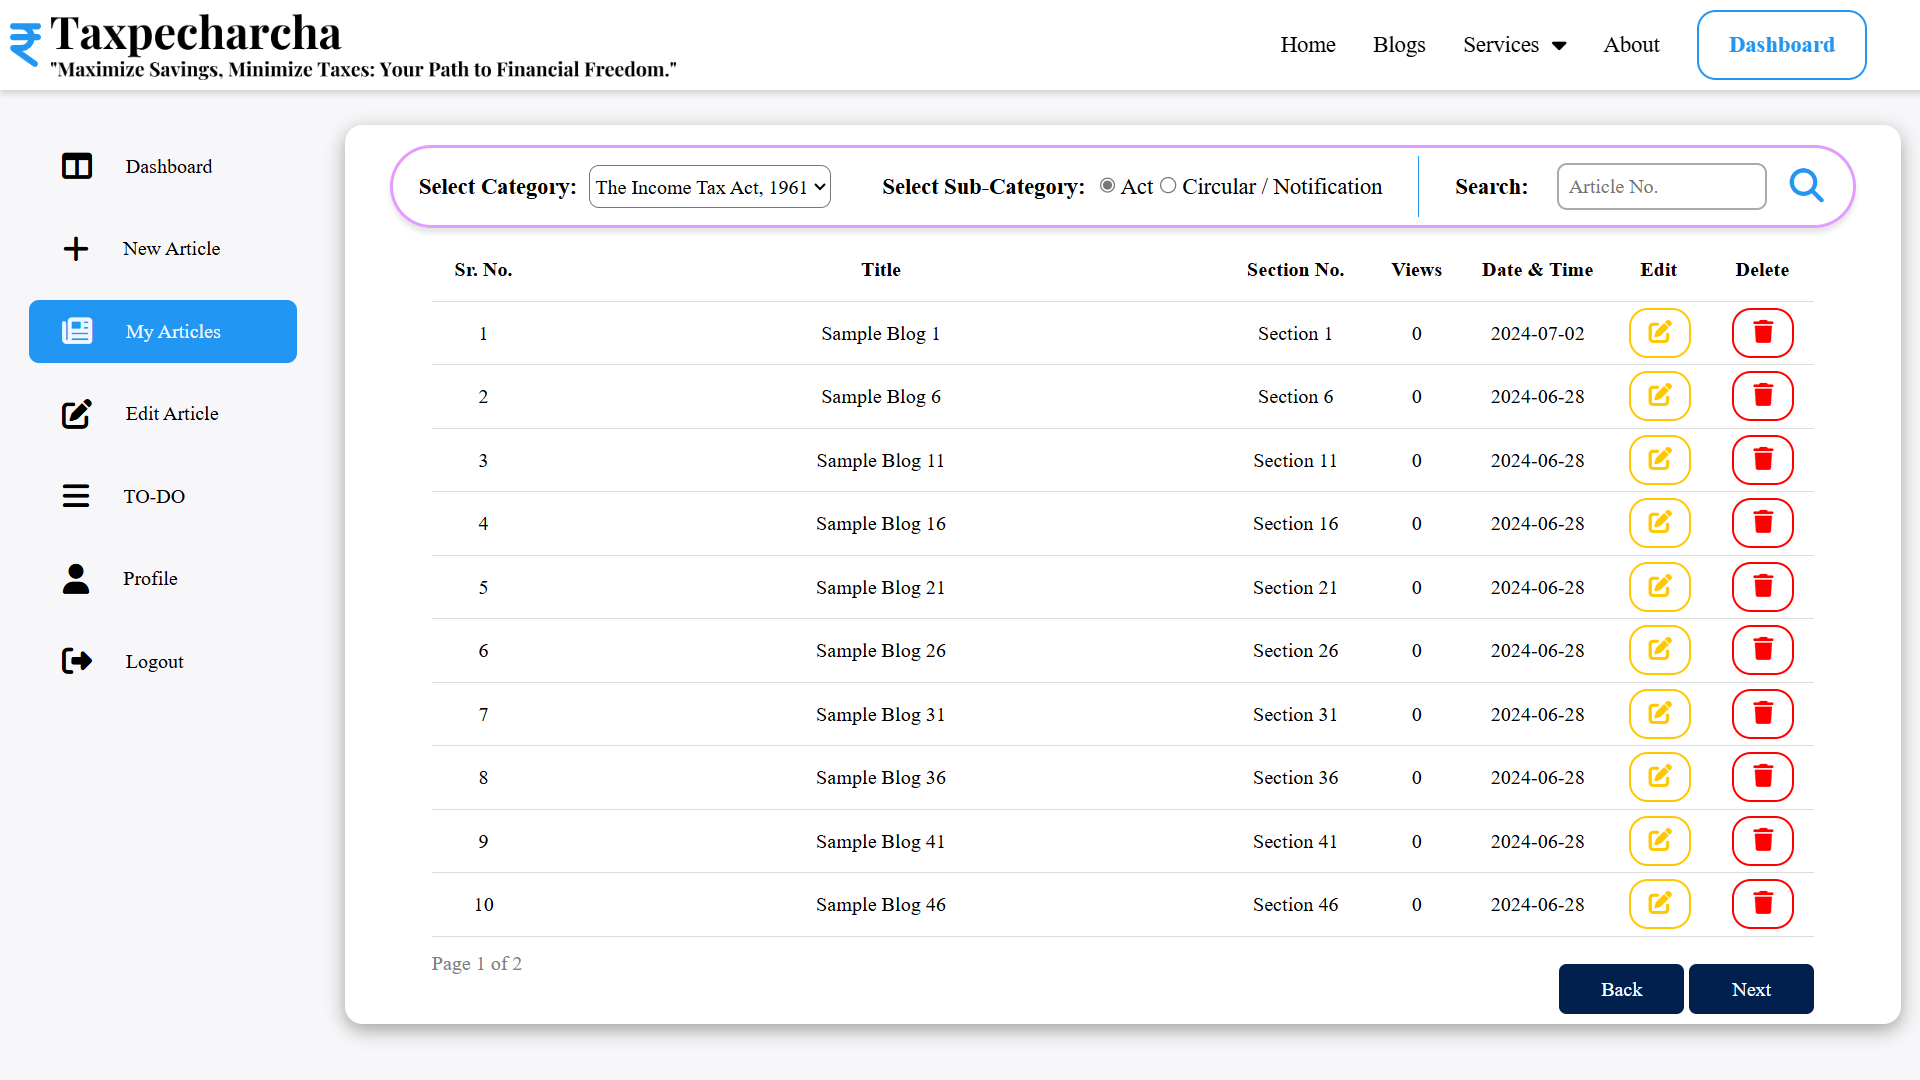 Taxpecharcha
"Maximize Savings, Minimize Taxes: Your Path to Financial Freedom."
Home Blogs Services About Dashboard
Dashboard
New Article
My Articles
Edit Article
TO-DO
Profile
Logout
Select Category: The Income Tax Act, 1961 Select Sub-Category: Act Circular / Notification Search: Article No.
Sr. No. Title Section No. Views Date & Time Edit Delete
1 Sample Blog 1 Section 1 0 2024-07-02
2 Sample Blog 6 Section 6 0 2024-06-28
3 Sample Blog 11 Section 11 0 2024-06-28
4 Sample Blog 16 Section 16 0 2024-06-28
5 Sample Blog 21 Section 21 0 2024-06-28
6 Sample Blog 26 Section 26 0 2024-06-28
7 Sample Blog 31 Section 31 0 2024-06-28
8 Sample Blog 36 Section 36 0 2024-06-28
9 Sample Blog 41 Section 41 0 2024-06-28
10 Sample Blog 46 Section 46 0 2024-06-28
Page 1 of 2
Back Next